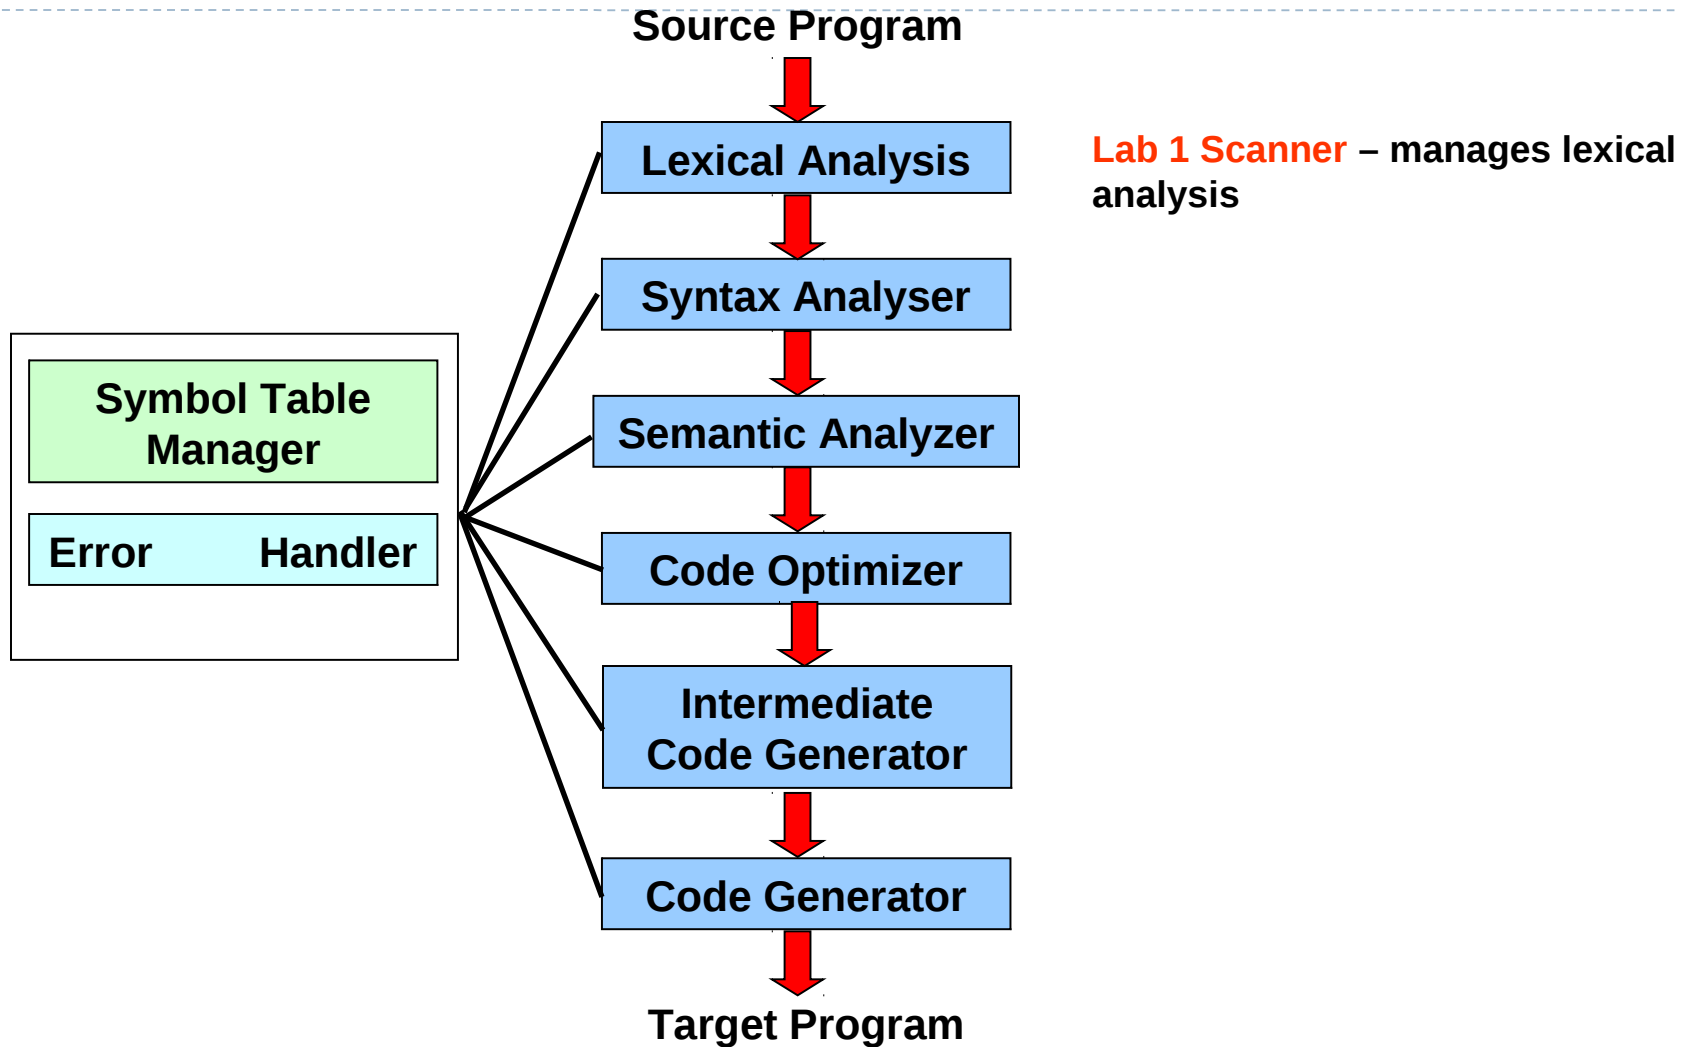 Source Program
Lexical Analysis
Lab 1 Scanner – manages lexical
analysis
Syntax Analyser
Symbol Table
Manager
Semantic Analyzer
Error Handler
Code Optimizer
Intermediate
Code Generator
Code Generator
Target Program